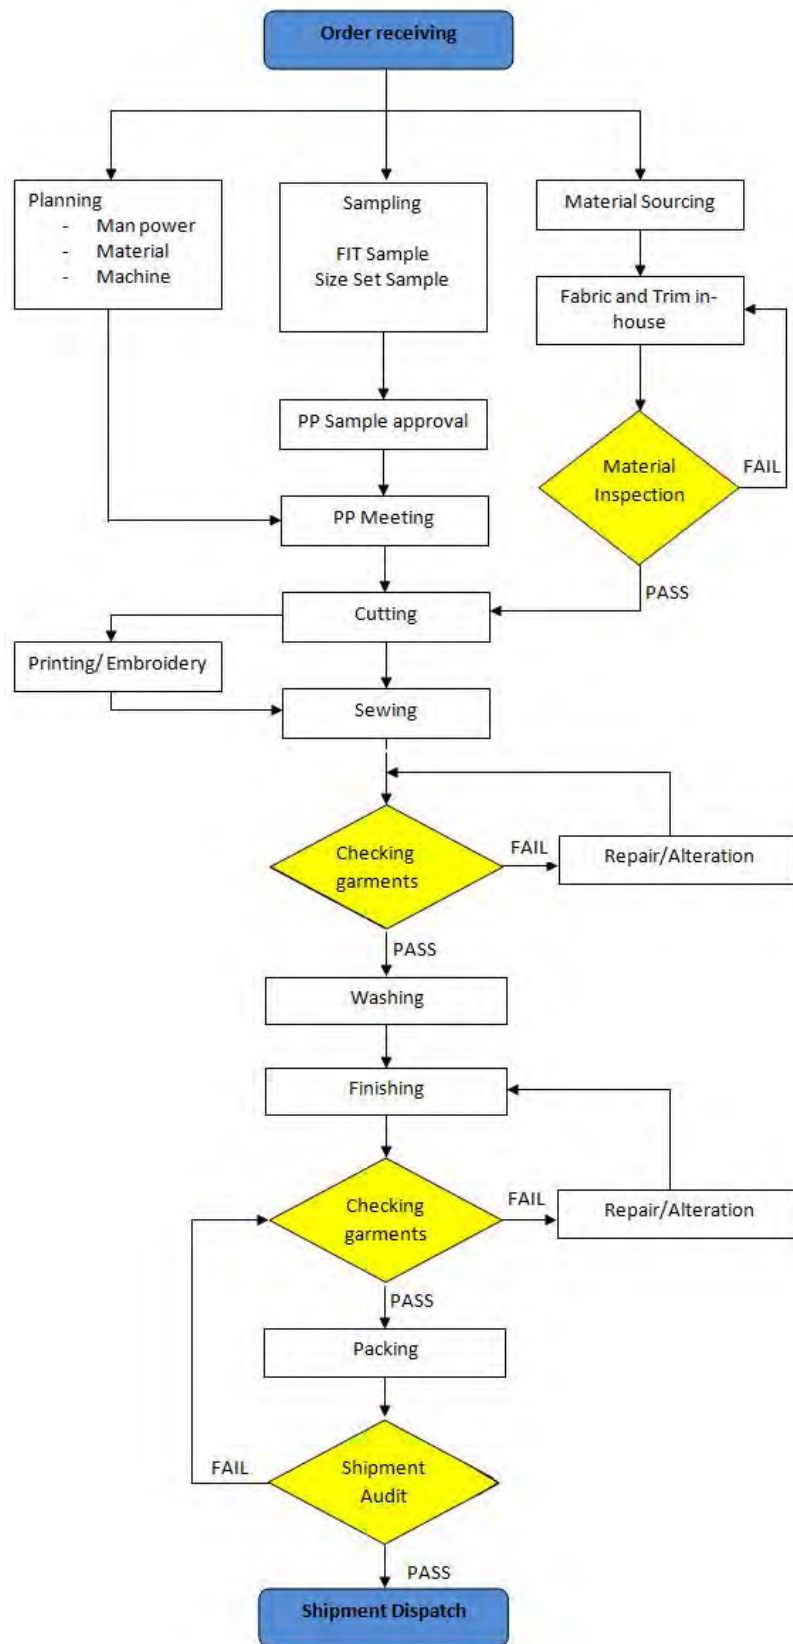 Order receiving
Planning
- Man power
- Material
- Machine
Sampling
FIT Sample
Size Set Sample
Material Sourcing
Fabric and Trim in-
house
PP Sample approval
Material
Inspection
FAIL
PP Meeting
PASS
Cutting
Printing/ Embroidery
Sewing
Checking
garments
FAIL
Repair/Alteration
PASS
Washing
Finishing
Checking
garments
FAIL
Repair/Alteration
PASS
Packing
Shipment
Audit
FAIL
PASS
Shipment Dispatch